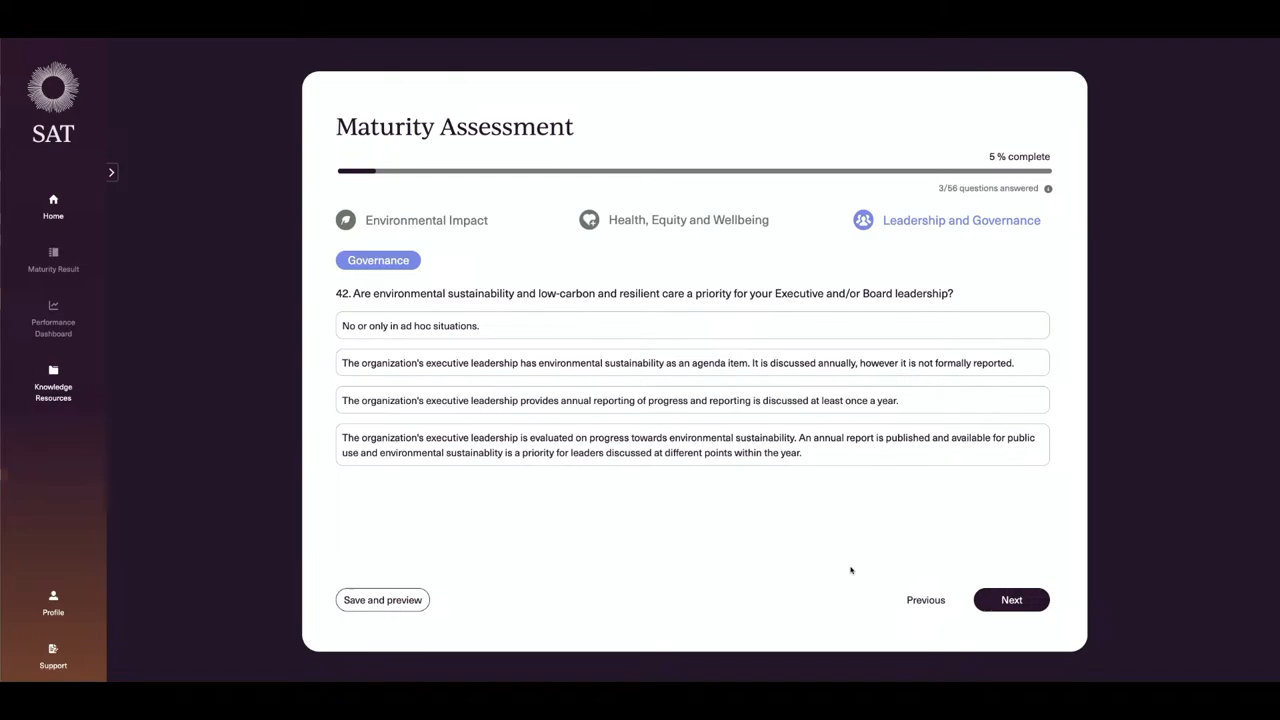 SAT
Home
Maturity Result
Performance
Dashboard
Knowledge
Resources
Profile
Support
Maturity Assessment
5 % complete
3/56 questions answered
Environmental Impact
Health, Equity and Wellbeing
Leadership and Governance
Governance
42. Are environmental sustainability and low-carbon and resilient care a priority for your Executive and/or Board leadership?
No or only in ad hoc situations.
The organization's executive leadership has environmental sustainability as an agenda item. It is discussed annually, however it is not formally reported.
The organization's executive leadership provides annual reporting of progress and reporting is discussed at least once a year.
The organization's executive leadership is evaluated on progress towards environmental sustainability. An annual report is published and available for public
use and environmental sustainablity is a priority for leaders discussed at different points within the year.
Save and preview
Previous
Next